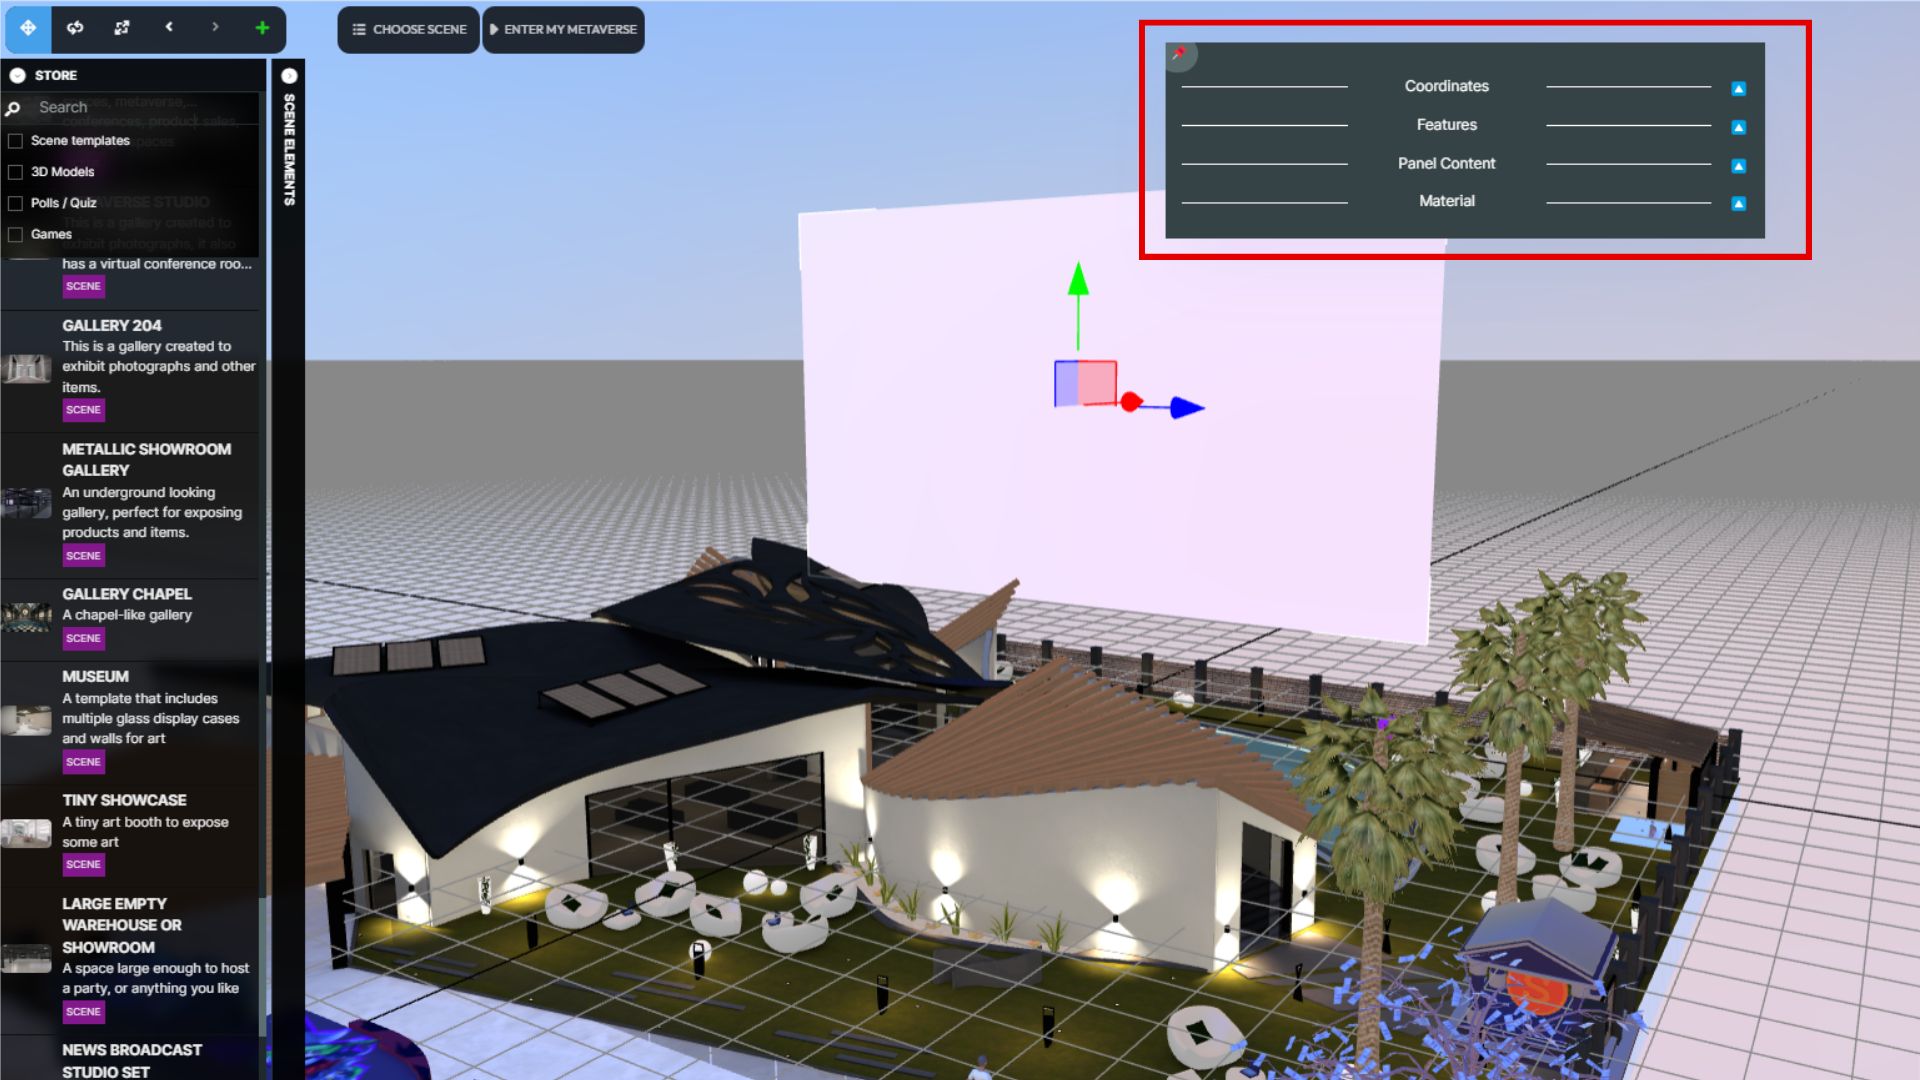 CHOOSE SCENE
ENTER MY METAVERSE
STORE
Search
Scene templates
3D Models
Polls / Quiz
Games
has a virtual conference roo...
SCENE
GALLERY 204
This is a gallery created to
exhibit photographs and other
items.
SCENE
METALLIC SHOWROOM
GALLERY
An underground looking
gallery, perfect for exposing
products and items.
SCENE
GALLERY CHAPEL
A chapel-like gallery
SCENE
MUSEUM
A template that includes
multiple glass display cases
and walls for art
SCENE
TINY SHOWCASE
A tiny art booth to expose
some art
SCENE
LARGE EMPTY
WAREHOUSE OR
SHOWROOM
A space large enough to host
a party, or anything you like
SCENE
NEWS BROADCAST
STUDIO SET
SCENE ELEMENTS
Coordinates
Features
Panel Content
Material